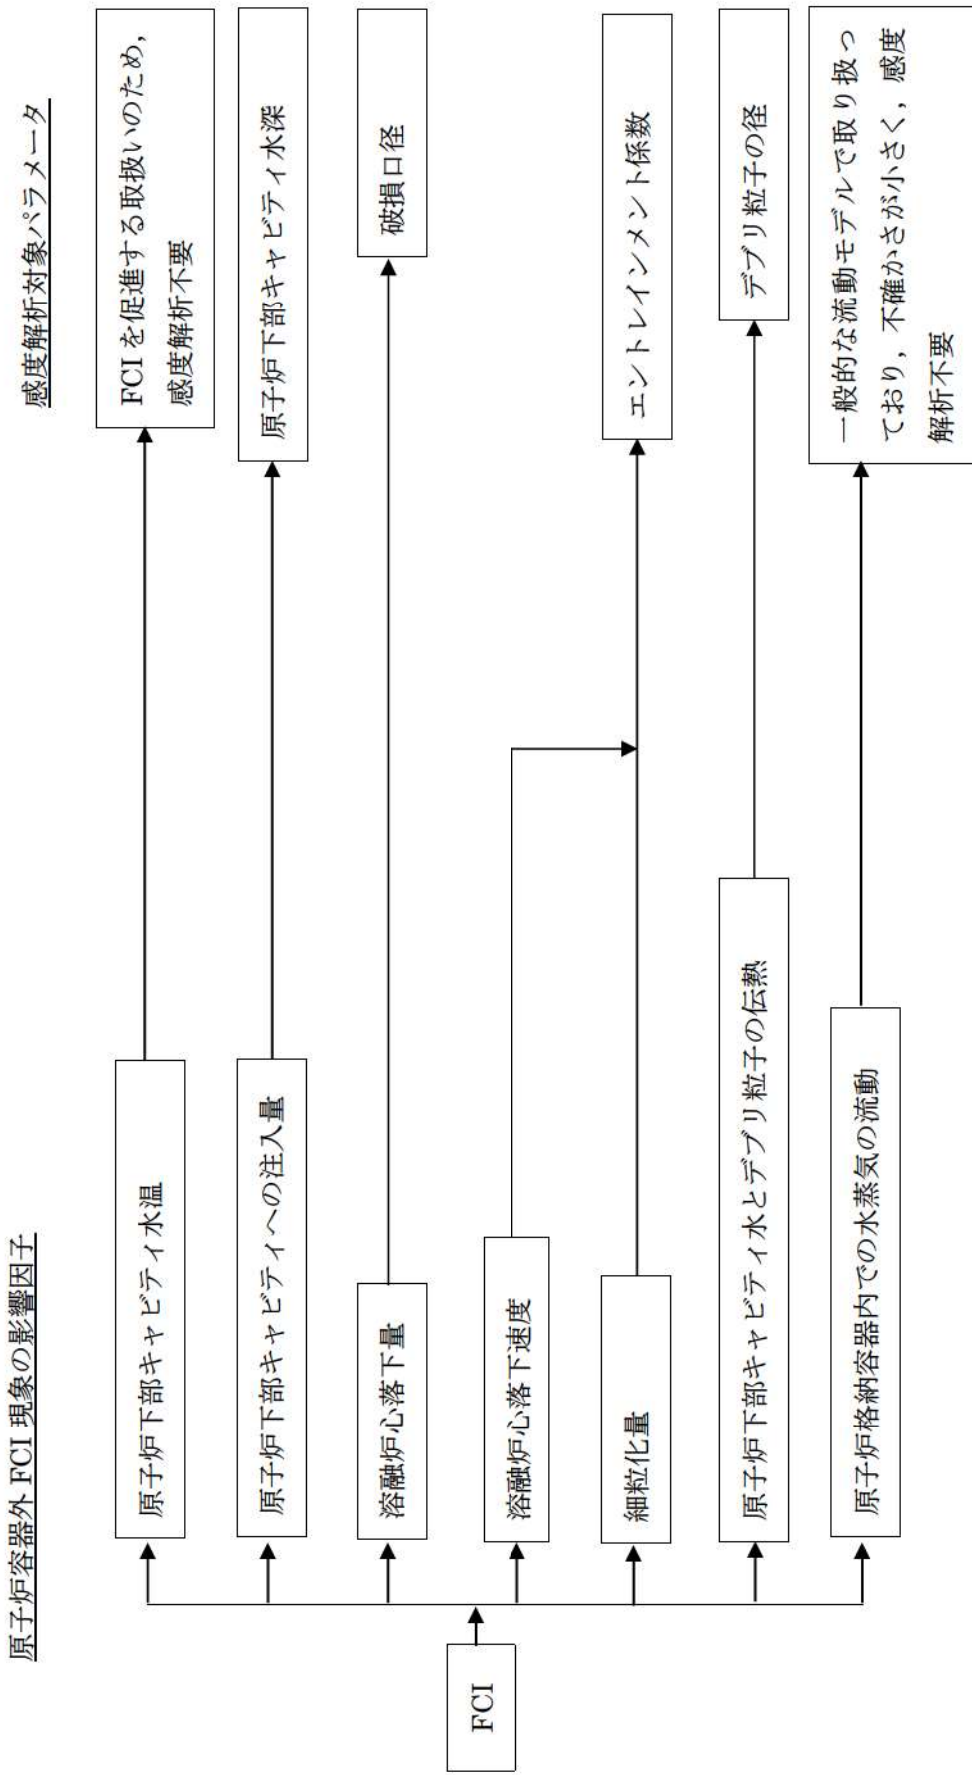 原子炉容器外 FCI 現象の影響因子
感度解析対象パラメータ
FCI
原子炉下部キャビティ水温
FCI を促進する取扱いのため，
感度解析不要
原子炉下部キャビティへの注入量
原子炉下部キャビティ水深
溶融炉心落下量
破損口径
溶融炉心落下速度
細粒化量
エントレインメント係数
原子炉下部キャビティ水とデブリ粒子の伝熱
デブリ粒子の径
原子炉格納容器内での水蒸気の流動
一般的な流動モデルで取り扱っ
ており，不確かさが小さく，感度
解析不要